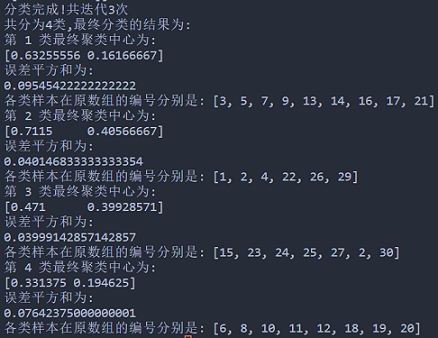 分类完成!共迭代3次
共分为4类,最终分类的结果为:
第 1 类最终聚类中心为:
[0.63255556 0.16166667]
误差平方和为:
0.09545422222222222
各类样本在原数组的编号分别是: [3, 5, 7, 9, 13, 14, 16, 17, 21]
第 2 类最终聚类中心为:
[0.7115     0.40566667]
误差平方和为:
0.040146833333333354
各类样本在原数组的编号分别是: [1, 2, 4, 22, 26, 29]
第 3 类最终聚类中心为:
[0.471      0.39928571]
误差平方和为:
0.03999142857142857
各类样本在原数组的编号分别是: [15, 23, 24, 25, 27, 2, 30]
第 4 类最终聚类中心为:
[0.331375 0.194625]
误差平方和为:
0.07642375000000001
各类样本在原数组的编号分别是: [6, 8, 10, 11, 12, 18, 19, 20]